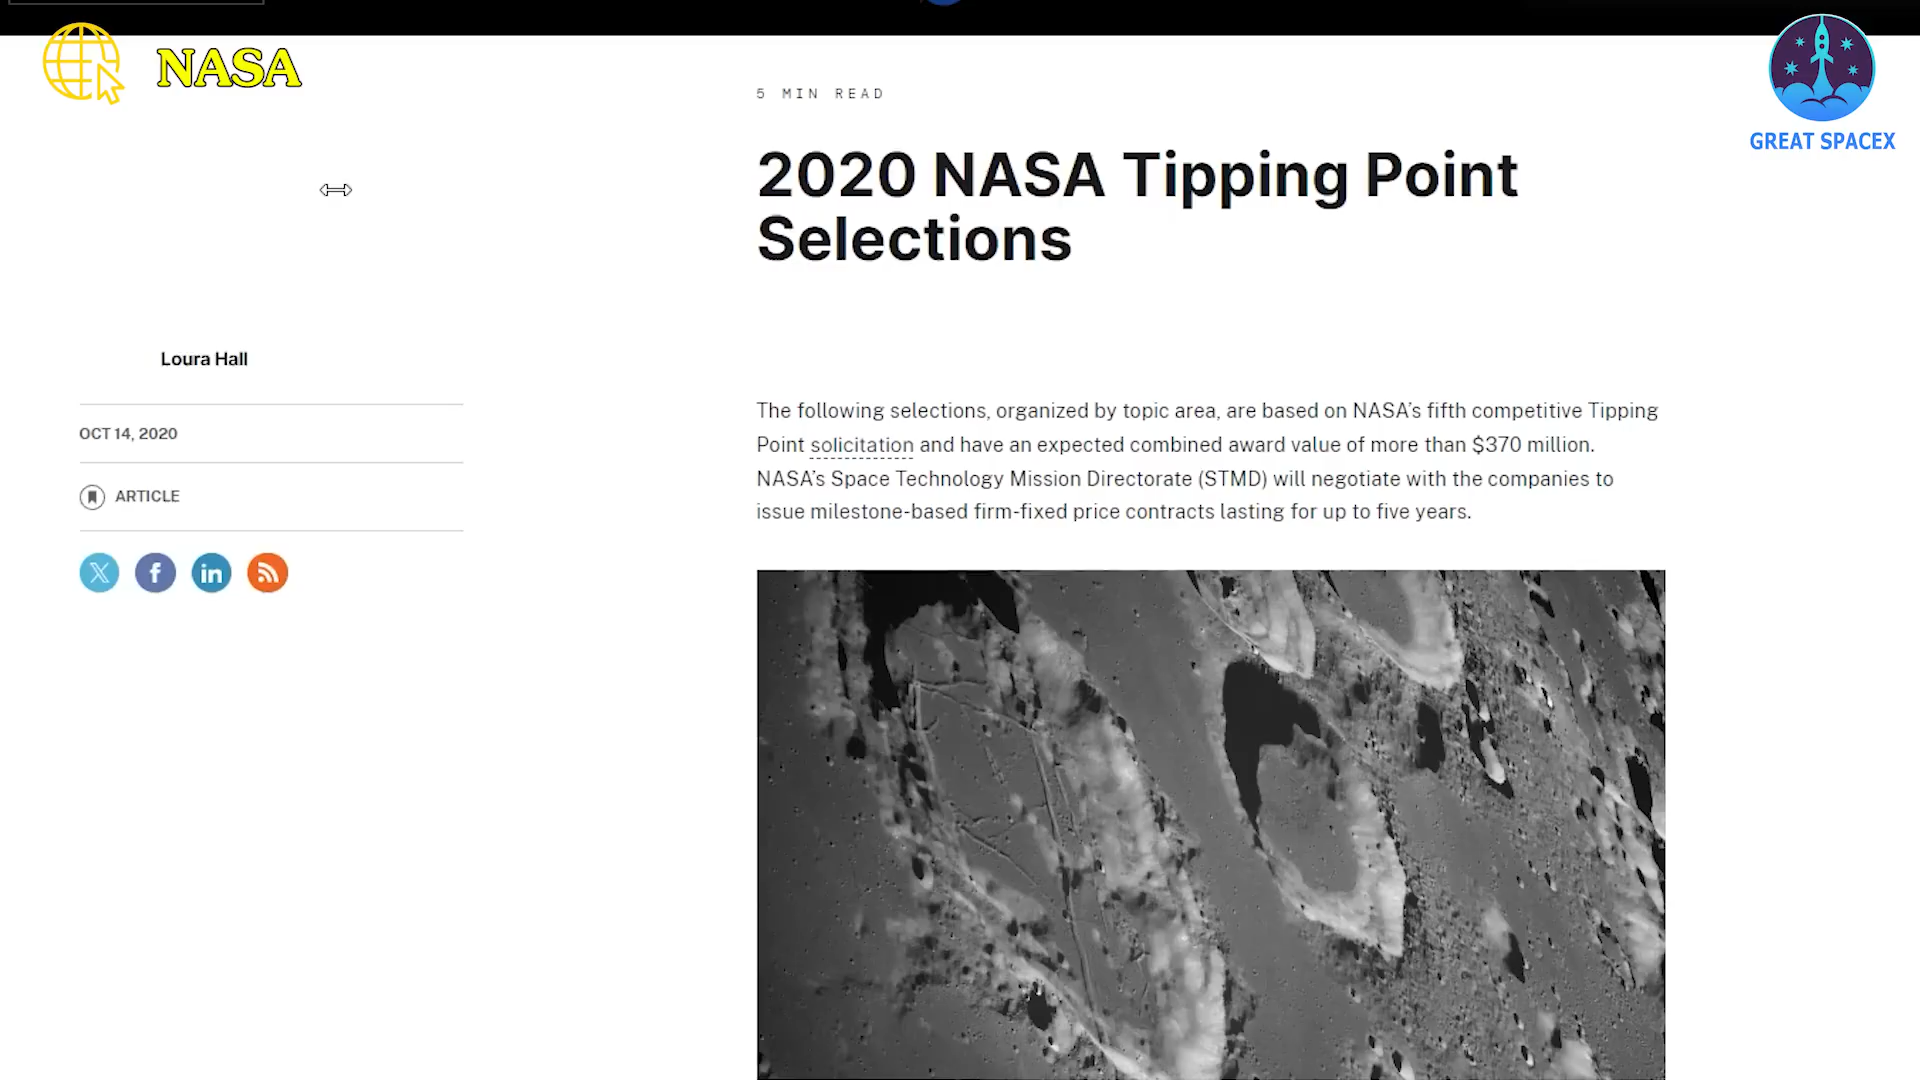 NASA
GREAT SPACEX
5 MIN READ
2020 NASA Tipping Point
Selections
Loura Hall
OCT 14, 2020
ARTICLE
The following selections, organized by topic area, are based on NASA’s fifth competitive Tipping
Point solicitation and have an expected combined award value of more than $370 million.
NASA’s Space Technology Mission Directorate (STMD) will negotiate with the companies to
issue milestone-based firm-fixed price contracts lasting for up to five years.